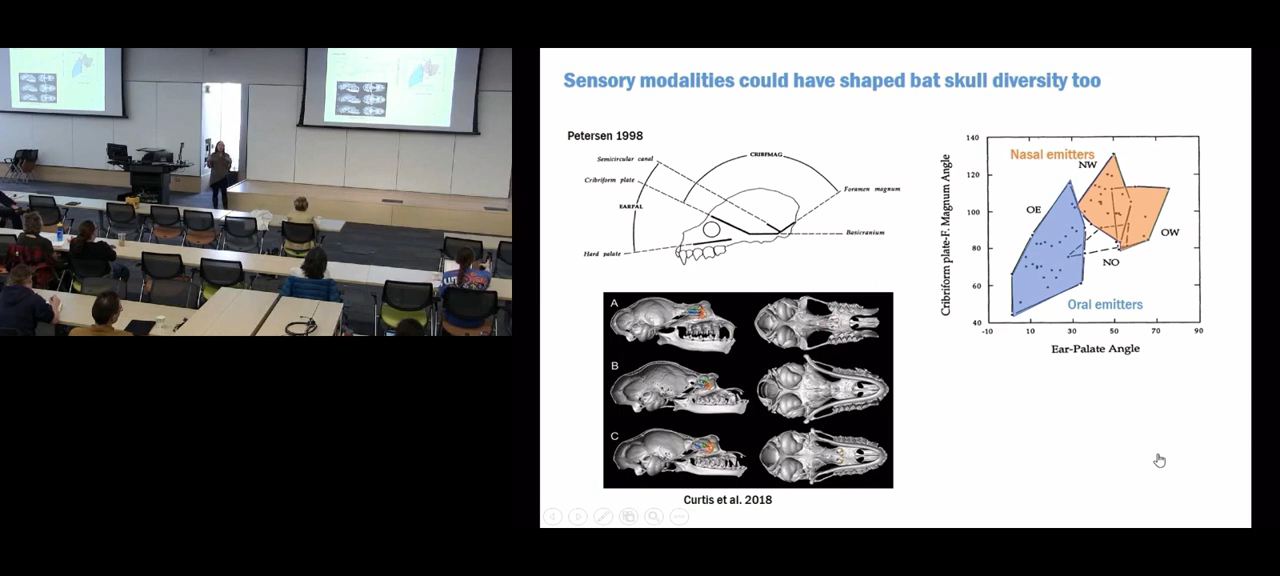 Sensory modalities could have shaped bat skull diversity too
Petersen 1998
Semicircular canal
Cribriform plate
EARPAL
Hard palate
CRIBFMAG
Foramen magnum
Basicranium
A
B
C
Curtis et al. 2018
Cribriform plate-F. Magnum Angle
140
120
100
80
60
40
-10
10
30
50
70
90
Ear-Palate Angle
Nasal emitters
NW
OE
OW
NO
Oral emitters